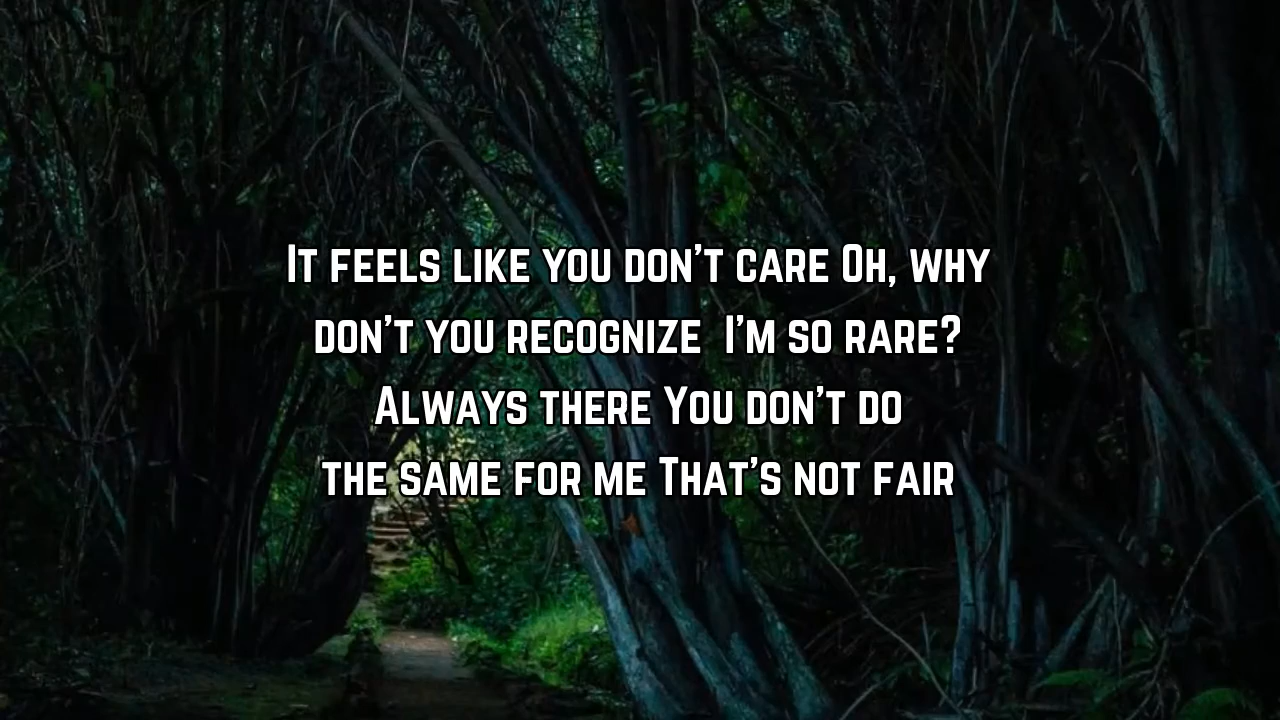 It feels like you don't care Oh, why
don't you recognize I'm so rare?
Always there You don't do
the same for me That's not fair